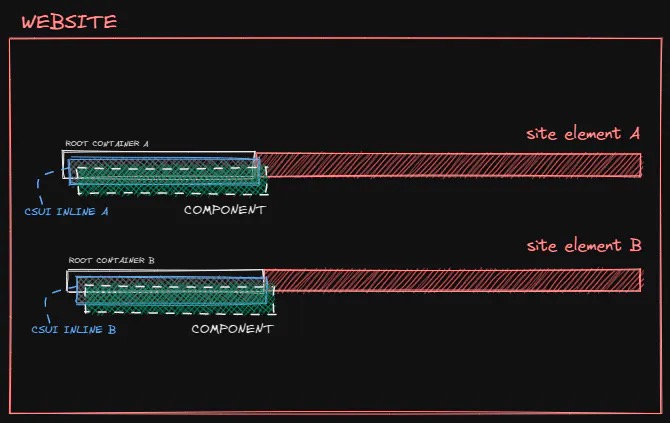 WEBSITE
site element A
ROOT CONTAINER A
CSUI INLINE A
COMPONENT
site element B
ROOT CONTAINER B
CSUI INLINE B
COMPONENT